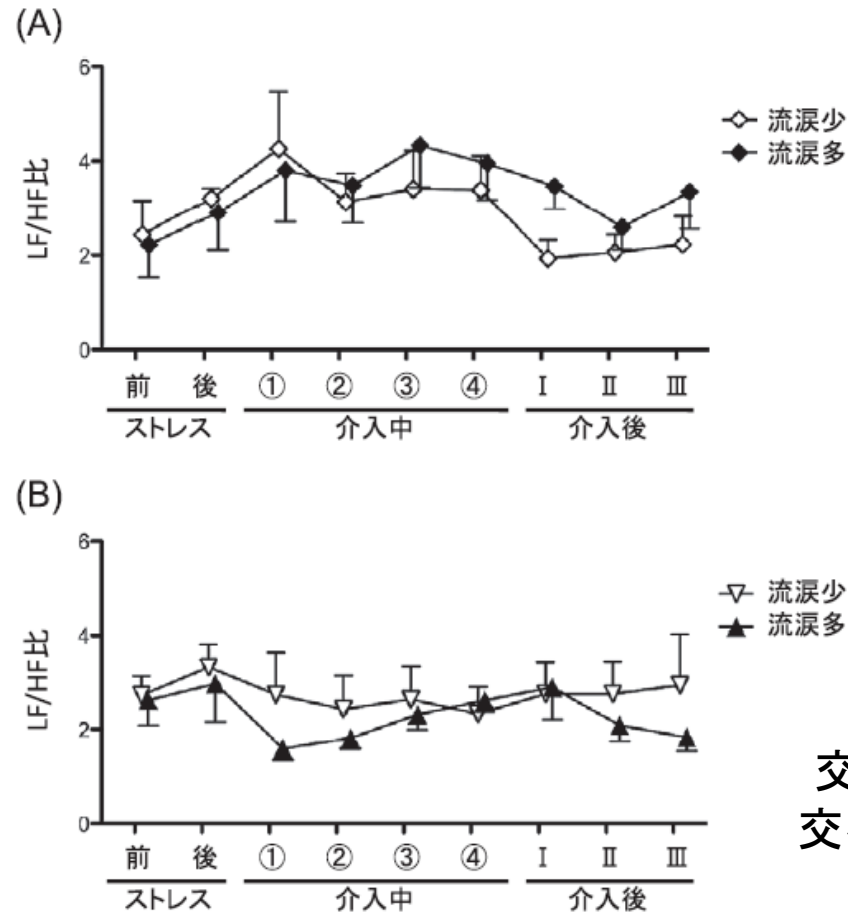 (A)
6
4
2
0
LF/HF比
流涙少
流涙多
前 後 ① ② ③ ④ Ⅰ Ⅱ Ⅲ
ストレス 介入中 介入後
(B)
6
4
2
0
LF/HF比
流涙少
流涙多
前 後 ① ② ③ ④ Ⅰ Ⅱ Ⅲ
ストレス 介入中 介入後
交
交